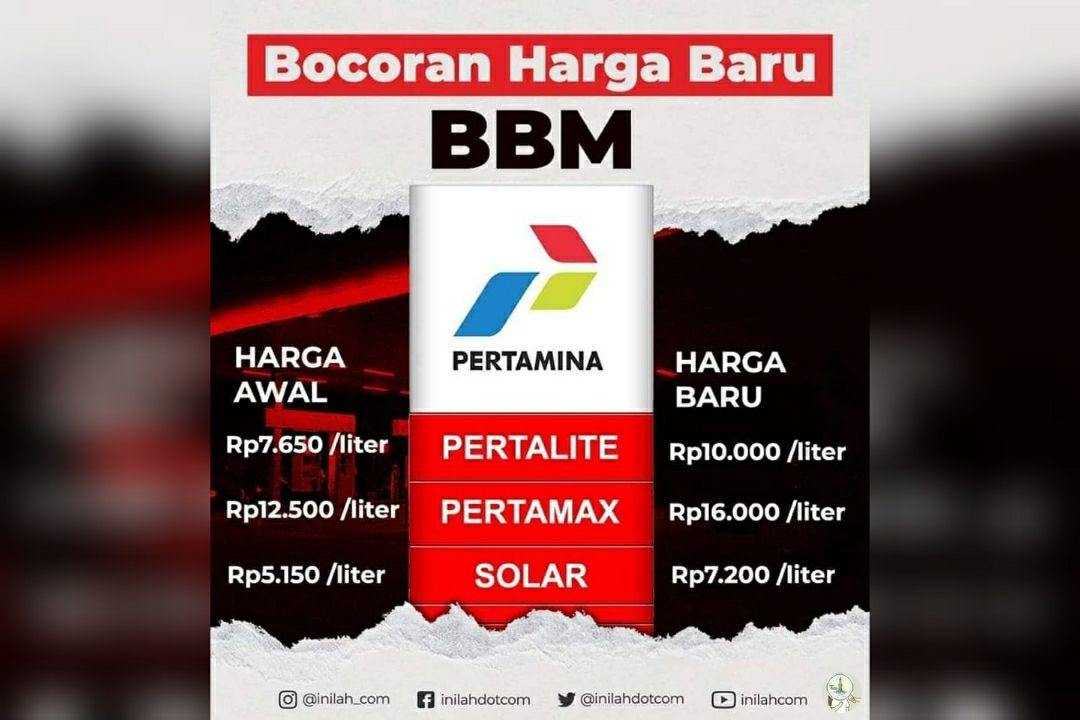 Bocoran Harga Baru
BBM
PERTAMINA
HARGA
AWAL
HARGA
BARU
Rp7.650 /liter
PERTALITE
Rp10.000 /liter
Rp12.500 /liter
PERTAMAX
Rp16.000 /liter
Rp5.150 /liter
SOLAR
Rp7.200 /liter
@inilah_com
inilahdotcom
@inilahdotcom
inilahcom